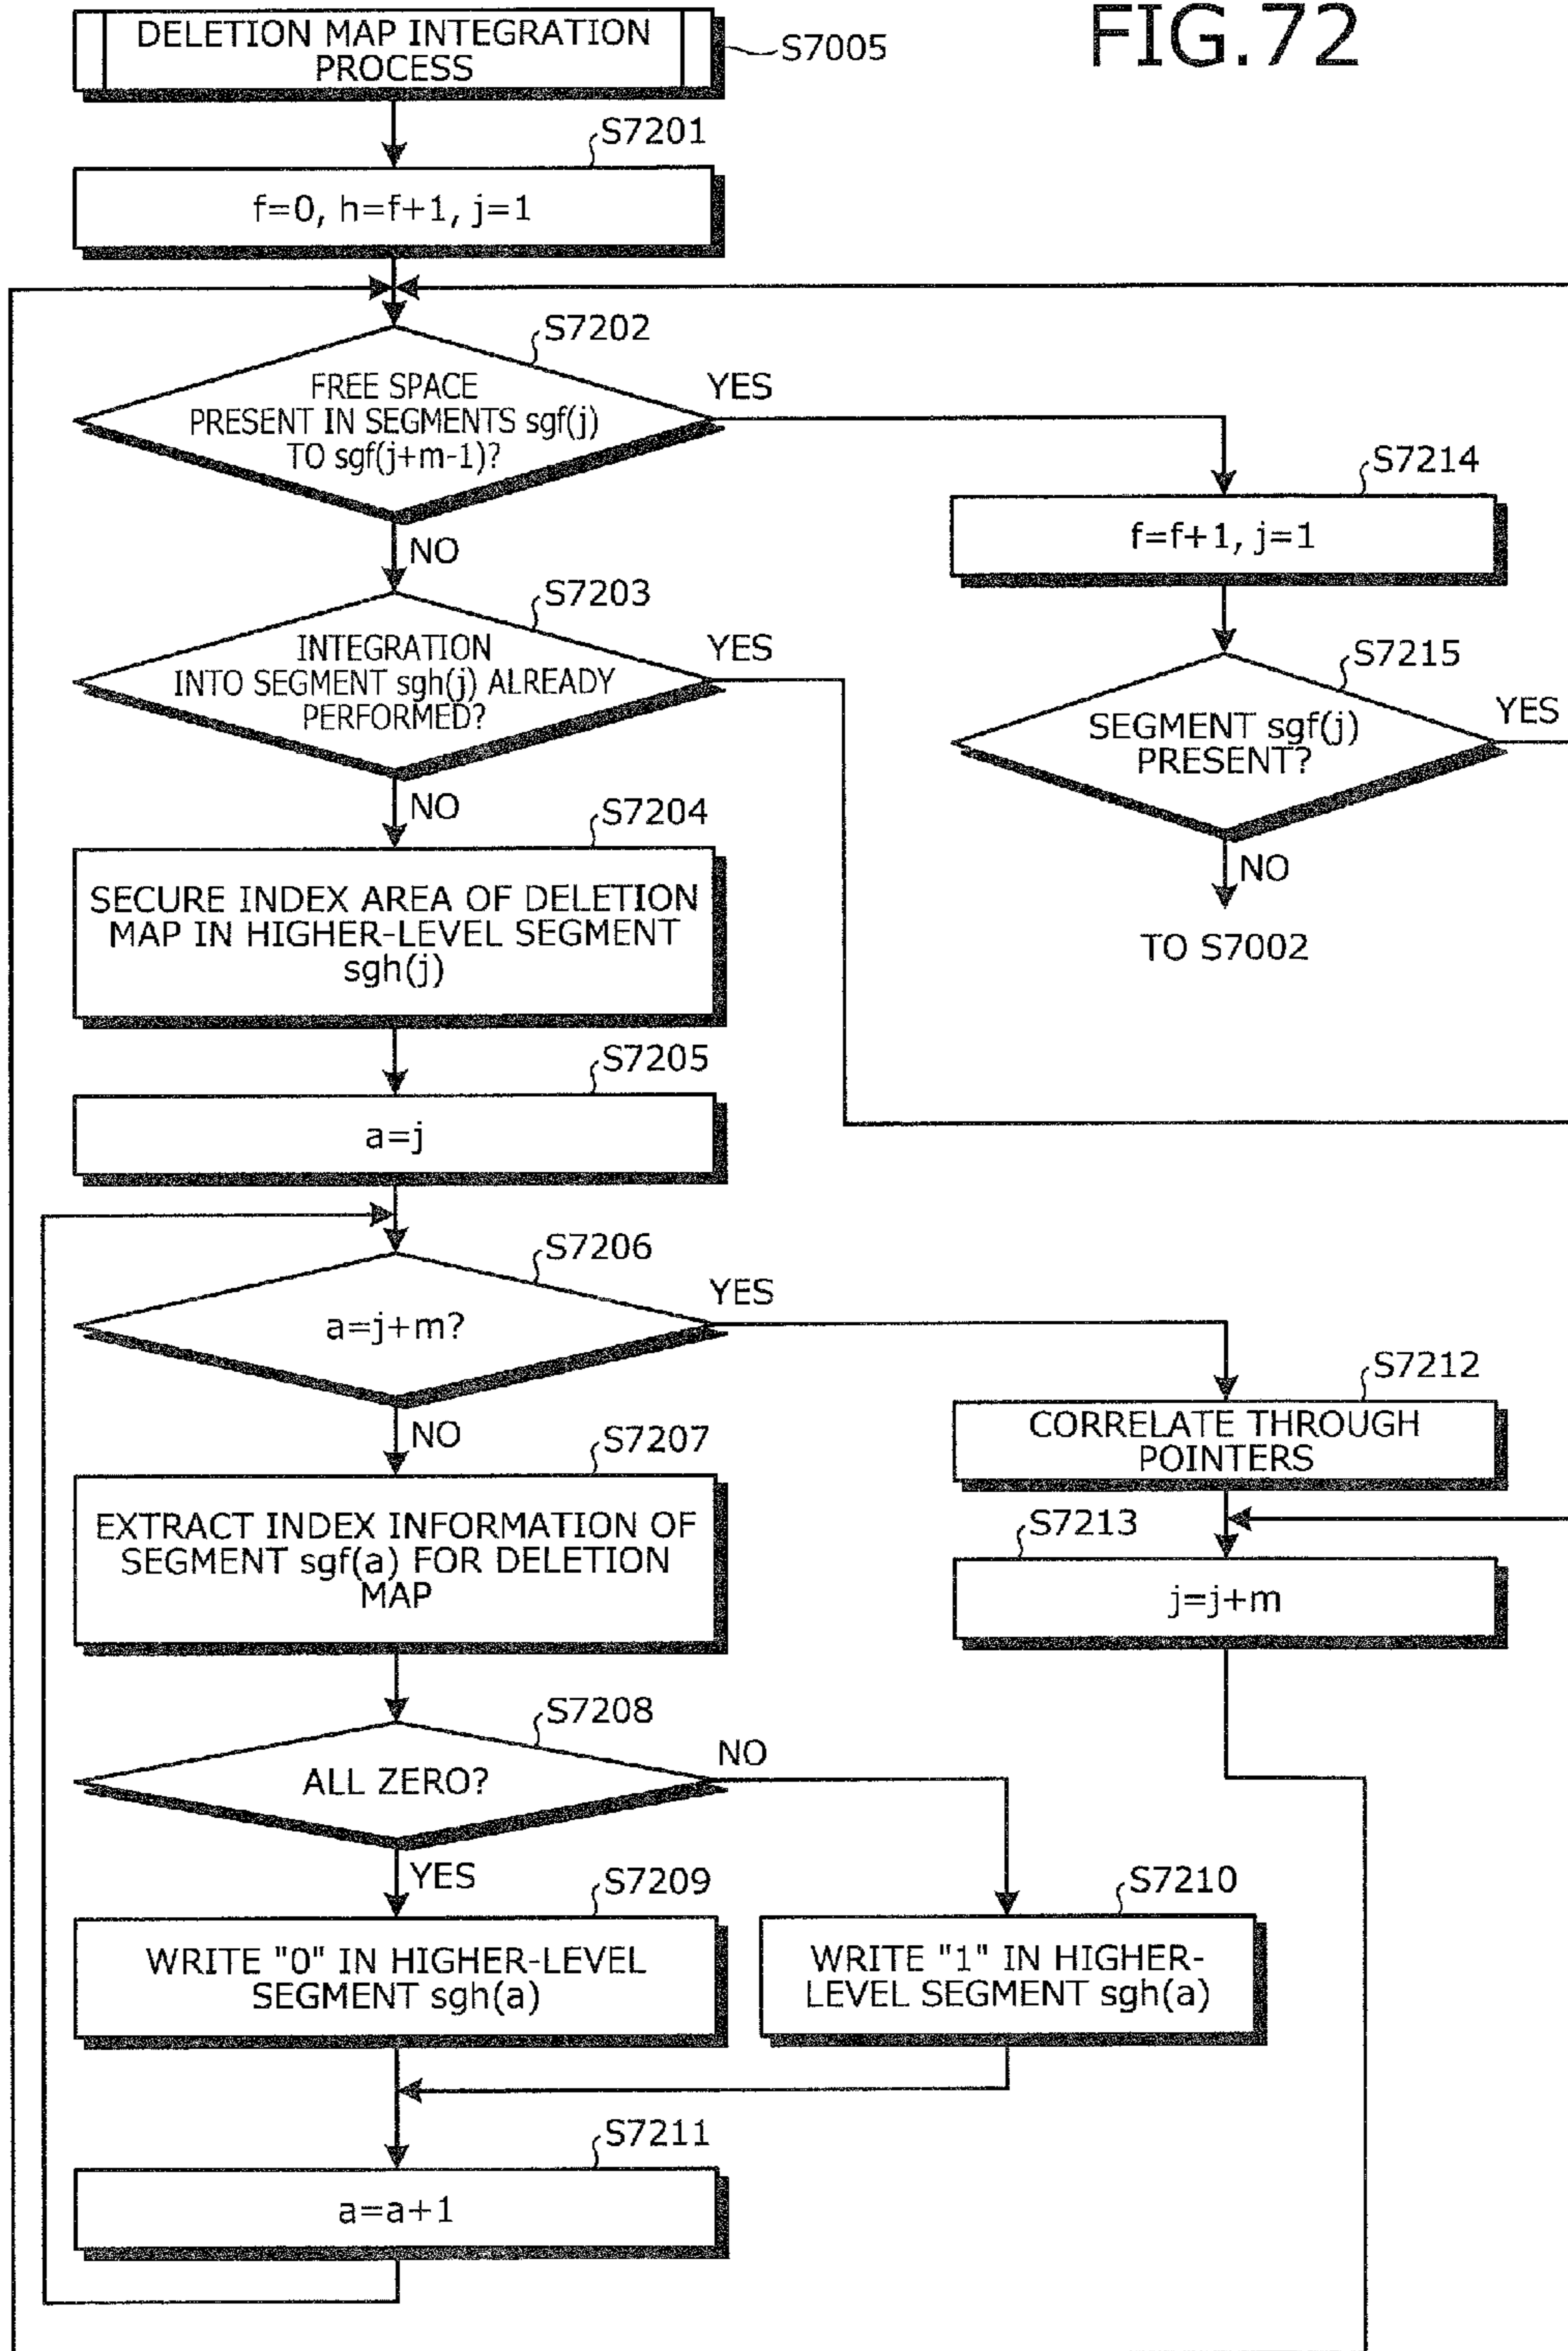 FIG.72
DELETION MAP INTEGRATION
PROCESS
S7005
S7201
f=0, h=f+1, j=1
S7202
FREE SPACE
PRESENT IN SEGMENTS sgf(j)
TO sgf(j+m-1)?
YES
NO
S7214
f=f+1, j=1
S7203
INTEGRATION
INTO SEGMENT sgh(j) ALREADY
PERFORMED?
YES
NO
S7215
SEGMENT sgf(j)
PRESENT?
YES
NO
TO S7002
S7204
SECURE INDEX AREA OF DELETION
MAP IN HIGHER-LEVEL SEGMENT
sgh(j)
S7205
a=j
S7206
a=j+m?
YES
NO
S7212
CORRELATE THROUGH
POINTERS
S7207
EXTRACT INDEX INFORMATION OF
SEGMENT sgf(a) FOR DELETION
MAP
S7213
j=j+m
S7208
ALL ZERO?
NO
YES
S7209
WRITE "0" IN HIGHER-LEVEL
SEGMENT sgh(a)
S7210
WRITE "1" IN HIGHER-
LEVEL SEGMENT sgh(a)
S7211
a=a+1